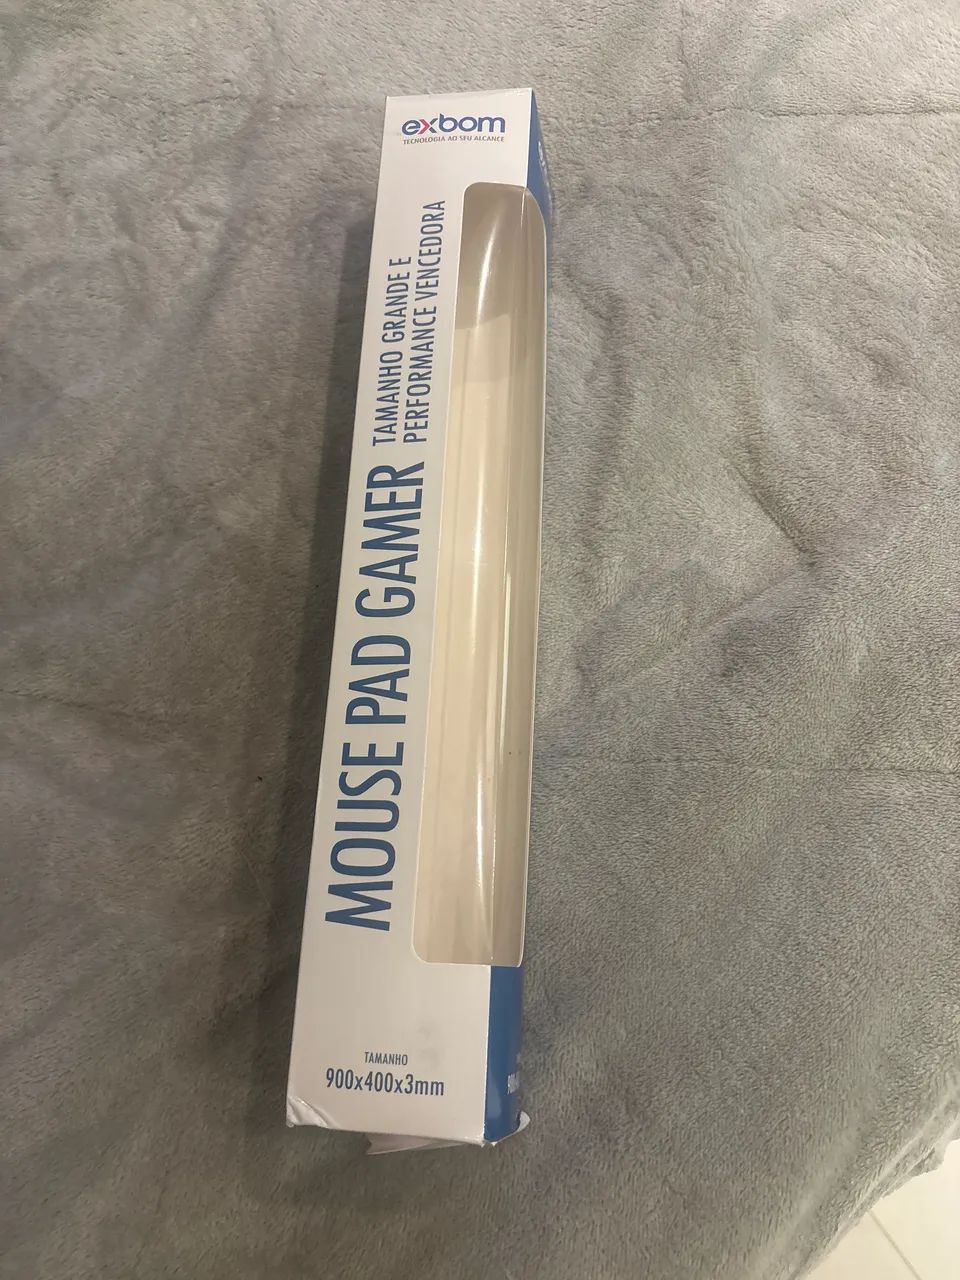 exbom
TECNOLOGIA AO SEU ALCANCE
MOUSE PAD GAMER
TAMANHO GRANDE E
PERFORMANCE VENCEDORA
TAMANHO
900x400x3mm